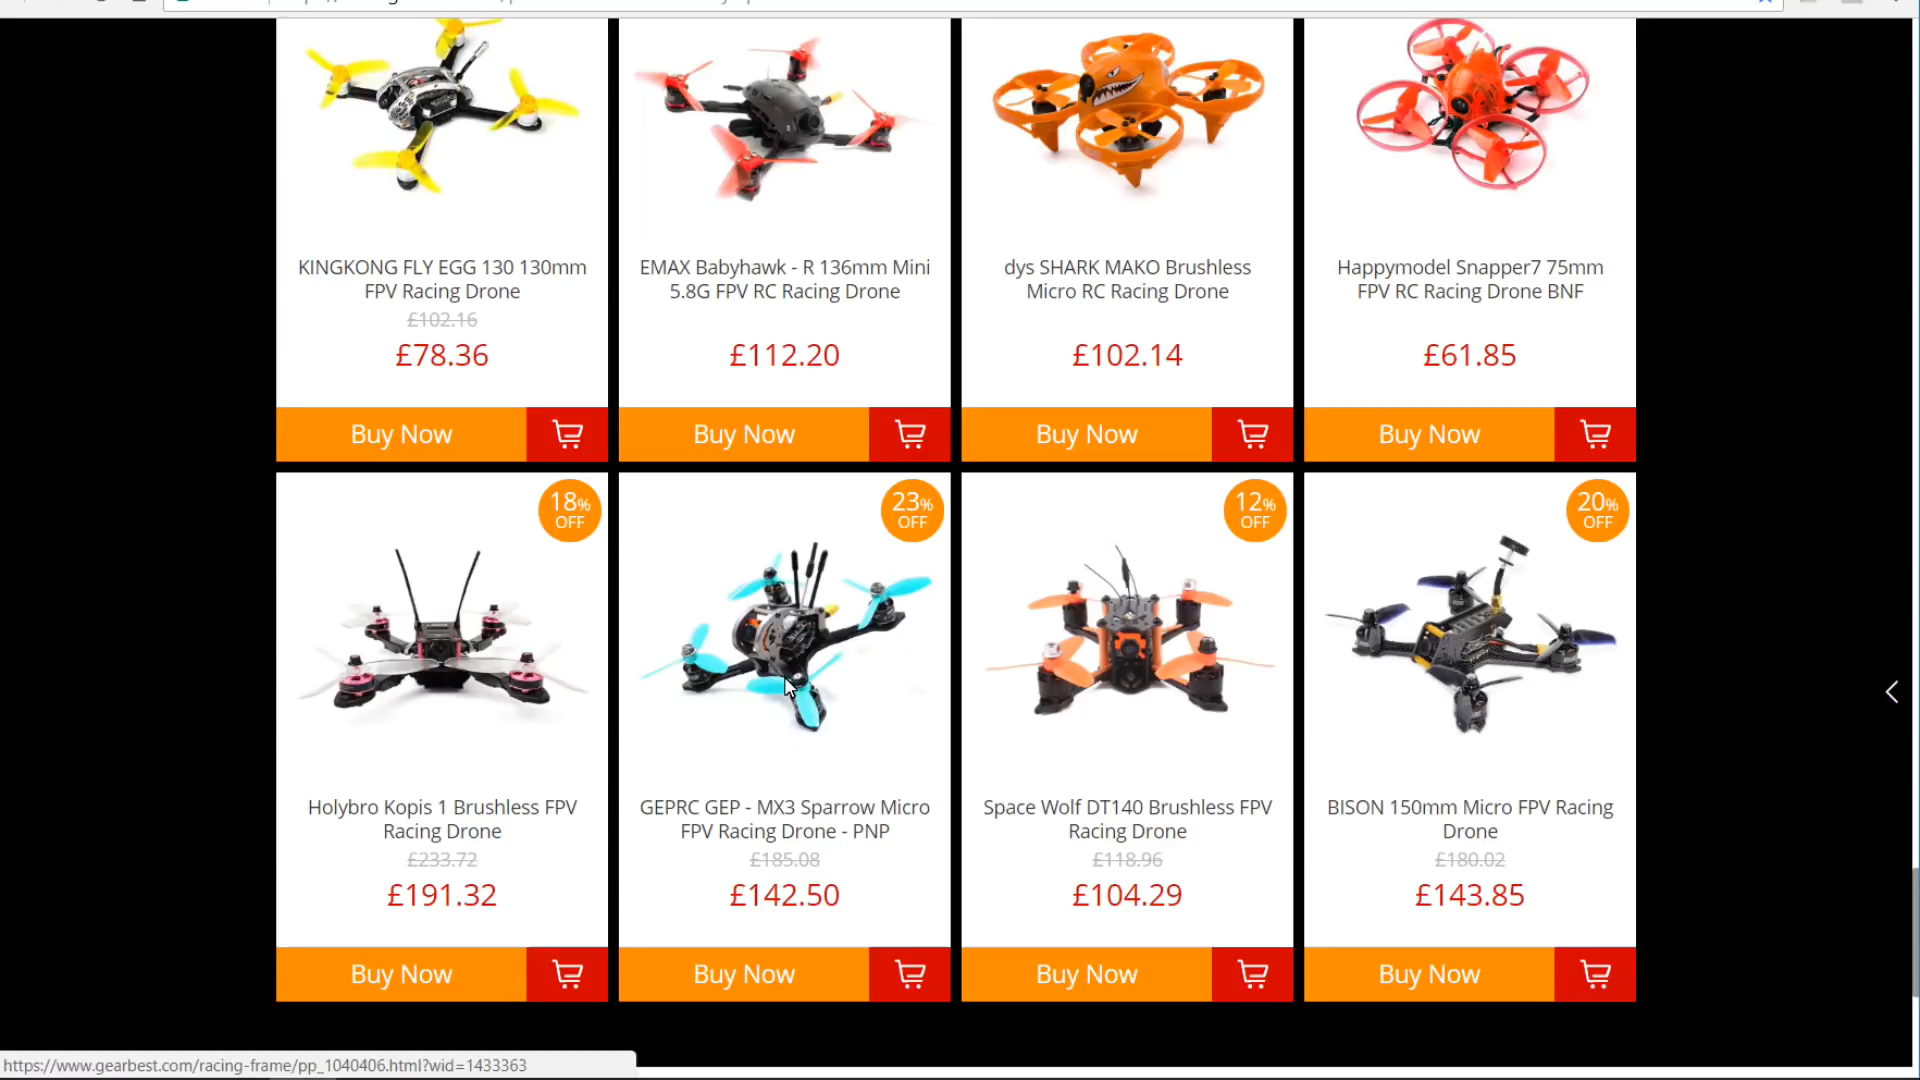 KINGKONG FLY EGG 130 130mm
FPV Racing Drone
£102.16
£78.36
Buy Now
EMAX Babyhawk - R 136mm Mini
5.8G FPV RC Racing Drone
£112.20
Buy Now
dys SHARK MAKO Brushless
Micro RC Racing Drone
£102.14
Buy Now
Happymodel Snapper7 75mm
FPV RC Racing Drone BNF
£61.85
Buy Now
18%
OFF
Holybro Kopis 1 Brushless FPV
Racing Drone
£233.72
£191.32
Buy Now
23%
OFF
GEPRC GEP - MX3 Sparrow Micro
FPV Racing Drone - PNP
£185.08
£142.50
Buy Now
12%
OFF
Space Wolf DT140 Brushless FPV
Racing Drone
£118.96
£104.29
Buy Now
20%
OFF
BISON 150mm Micro FPV Racing
Drone
£180.02
£143.85
Buy Now
https://www.gearbest.com/racing-frame/pp_1040406.html?wid=1433363